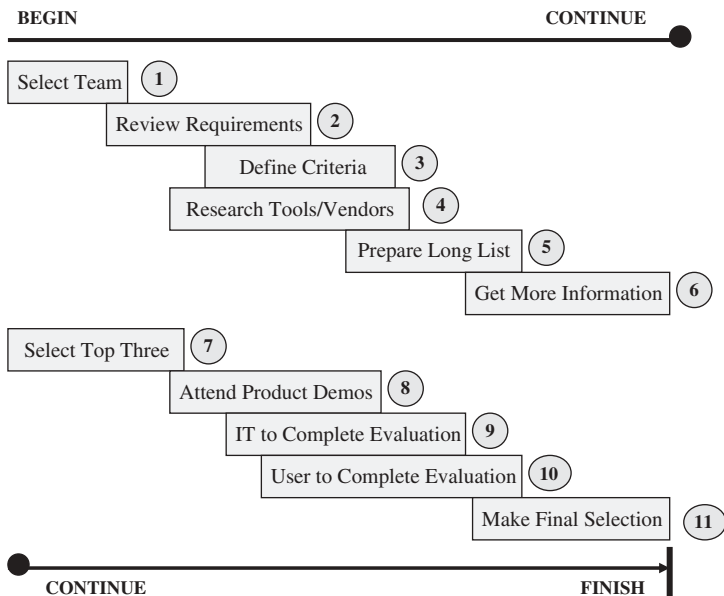 BEGIN CONTINUE
Select Team 1
Review Requirements 2
Define Criteria 3
Research Tools/Vendors 4
Prepare Long List 5
Get More Information 6
Select Top Three 7
Attend Product Demos 8
IT to Complete Evaluation 9
User to Complete Evaluation 10
Make Final Selection 11
CONTINUE FINISH